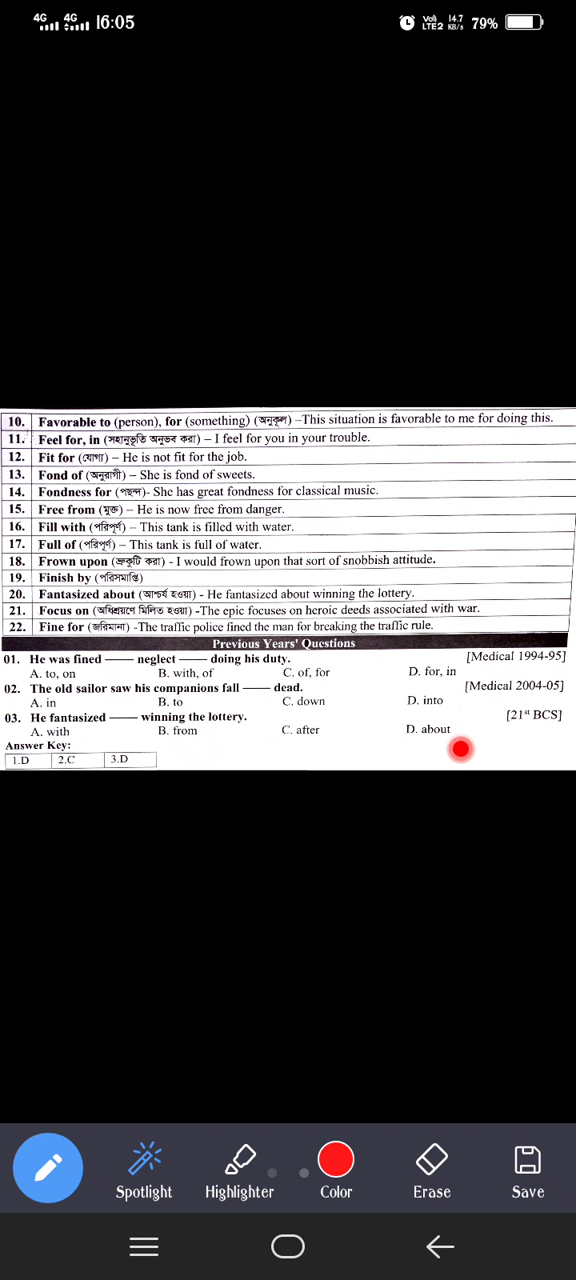 4G 4G 16:05 VoD LTE2 14.7 KB/s 79%
10. Favorable to (person), for (something) (অনুকূল) –This situation is favorable to me for doing this.
11. Feel for, in (সহানুভূতি অনুভব করা) – I feel for you in your trouble.
12. Fit for (যোগ্য) – He is not fit for the job.
13. Fond of (অনুরাগী) – She is fond of sweets.
14. Fondness for (পছন্দ)- She has great fondness for classical music.
15. Free from (মুক্ত) – He is now free from danger.
16. Fill with (পরিপূর্ণ) – This tank is filled with water.
17. Full of (পরিপূর্ণ) – This tank is full of water.
18. Frown upon (ভ্রুকুটি করা) - I would frown upon that sort of snobbish attitude.
19. Finish by (পরিসমাপ্তি)
20. Fantasized about (আশ্চর্য হওয়া) - He fantasized about winning the lottery.
21. Focus on (অধিশ্রয়ণে মিলিত হওয়া) -The epic focuses on heroic deeds associated with war.
22. Fine for (জরিমানা) -The traffic police fined the man for breaking the traffic rule.
Previous Years' Questions
01. He was fined —— neglect —— doing his duty. [Medical 1994-95]
A. to, on B. with, of C. of, for D. for, in
02. The old sailor saw his companions fall —— dead. [Medical 2004-05]
A. in B. to C. down D. into
03. He fantasized —— winning the lottery. [21st BCS]
A. with B. from C. after D. about
Answer Key:
1.D 2.C 3.D
Spotlight Highlighter Color Erase Save